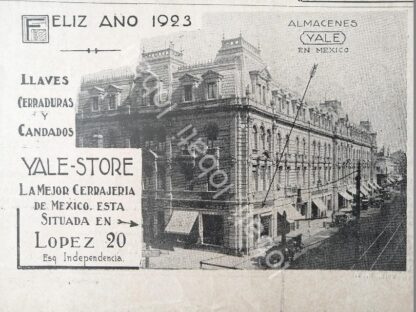 FELIZ AÑO 1923
ALMACENES
YALE
EN MEXICO
LLAVES
CERRADURAS
Y
CANDADOS
YALE-STORE
LA MEJOR CERRAJERIA
DE MEXICO. ESTA
SITUADA EN
LOPEZ 20
Esq Independencia.